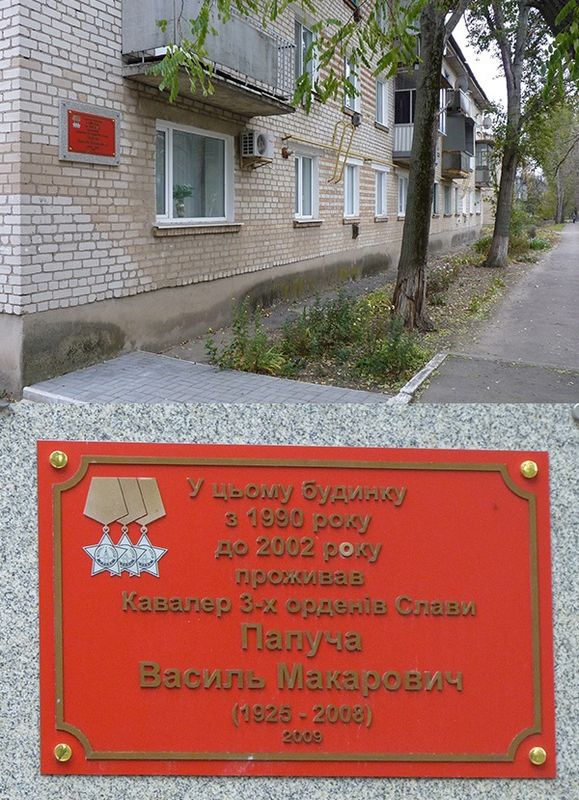 У цьому будинку
з 1990 року
до 2002 року
проживав
Кавалер 3-х орденів Слави
Папуча
Василь Макарович
(1925 - 2008)
2009